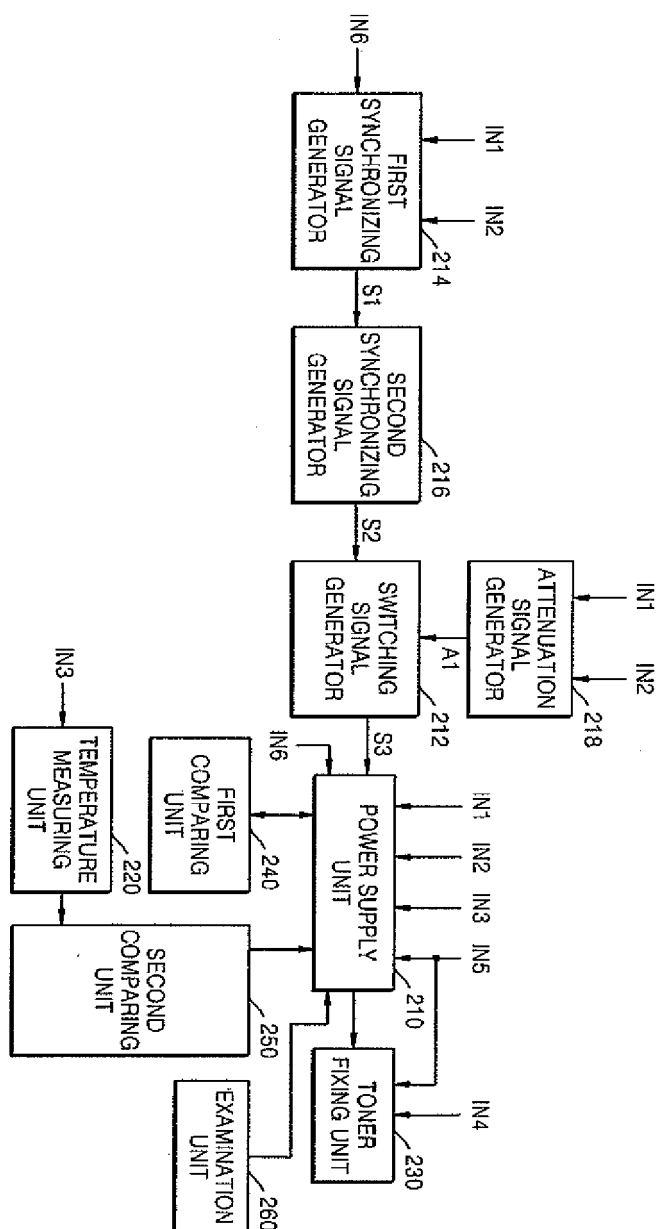 IN1
IN2
ATTENUATION
SIGNAL
GENERATOR
218
A1
IN1
IN2
IN6
FIRST
SYNCHRONIZING
SIGNAL
GENERATOR
214
S1
SECOND
SYNCHRONIZING
SIGNAL
GENERATOR
216
S2
SWITCHING
SIGNAL
GENERATOR
212
S3
IN6
IN1
IN2
IN3
IN5
POWER SUPPLY
UNIT
210
IN4
TONER
FIXING UNIT
230
FIRST
COMPARING
UNIT
240
IN3
TEMPERATURE
MEASURING
UNIT
220
SECOND
COMPARING
UNIT
250
EXAMINATION
UNIT
260